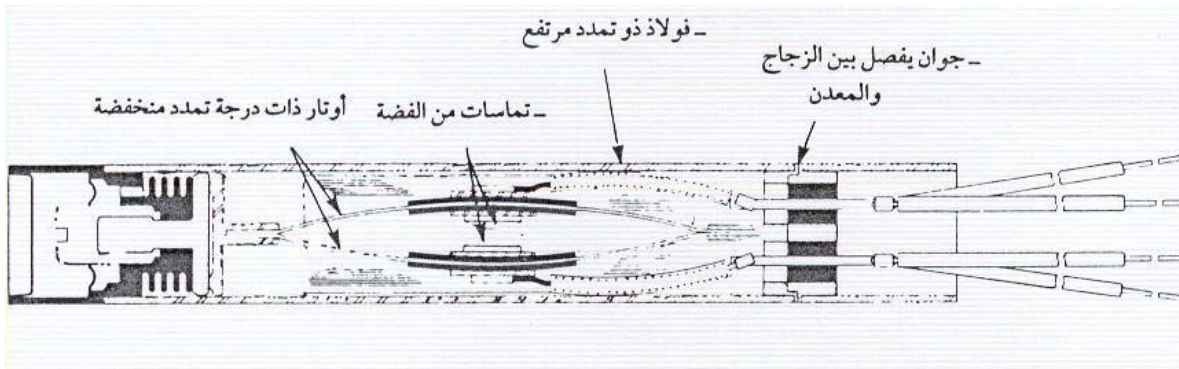 ـ فولاذ ذو تمدد مرتفع
ـ جوان يفصل بين الزجاج
والمعدن
ـ تماسات من الفضة
أوتار ذات درجة تمدد منخفضة